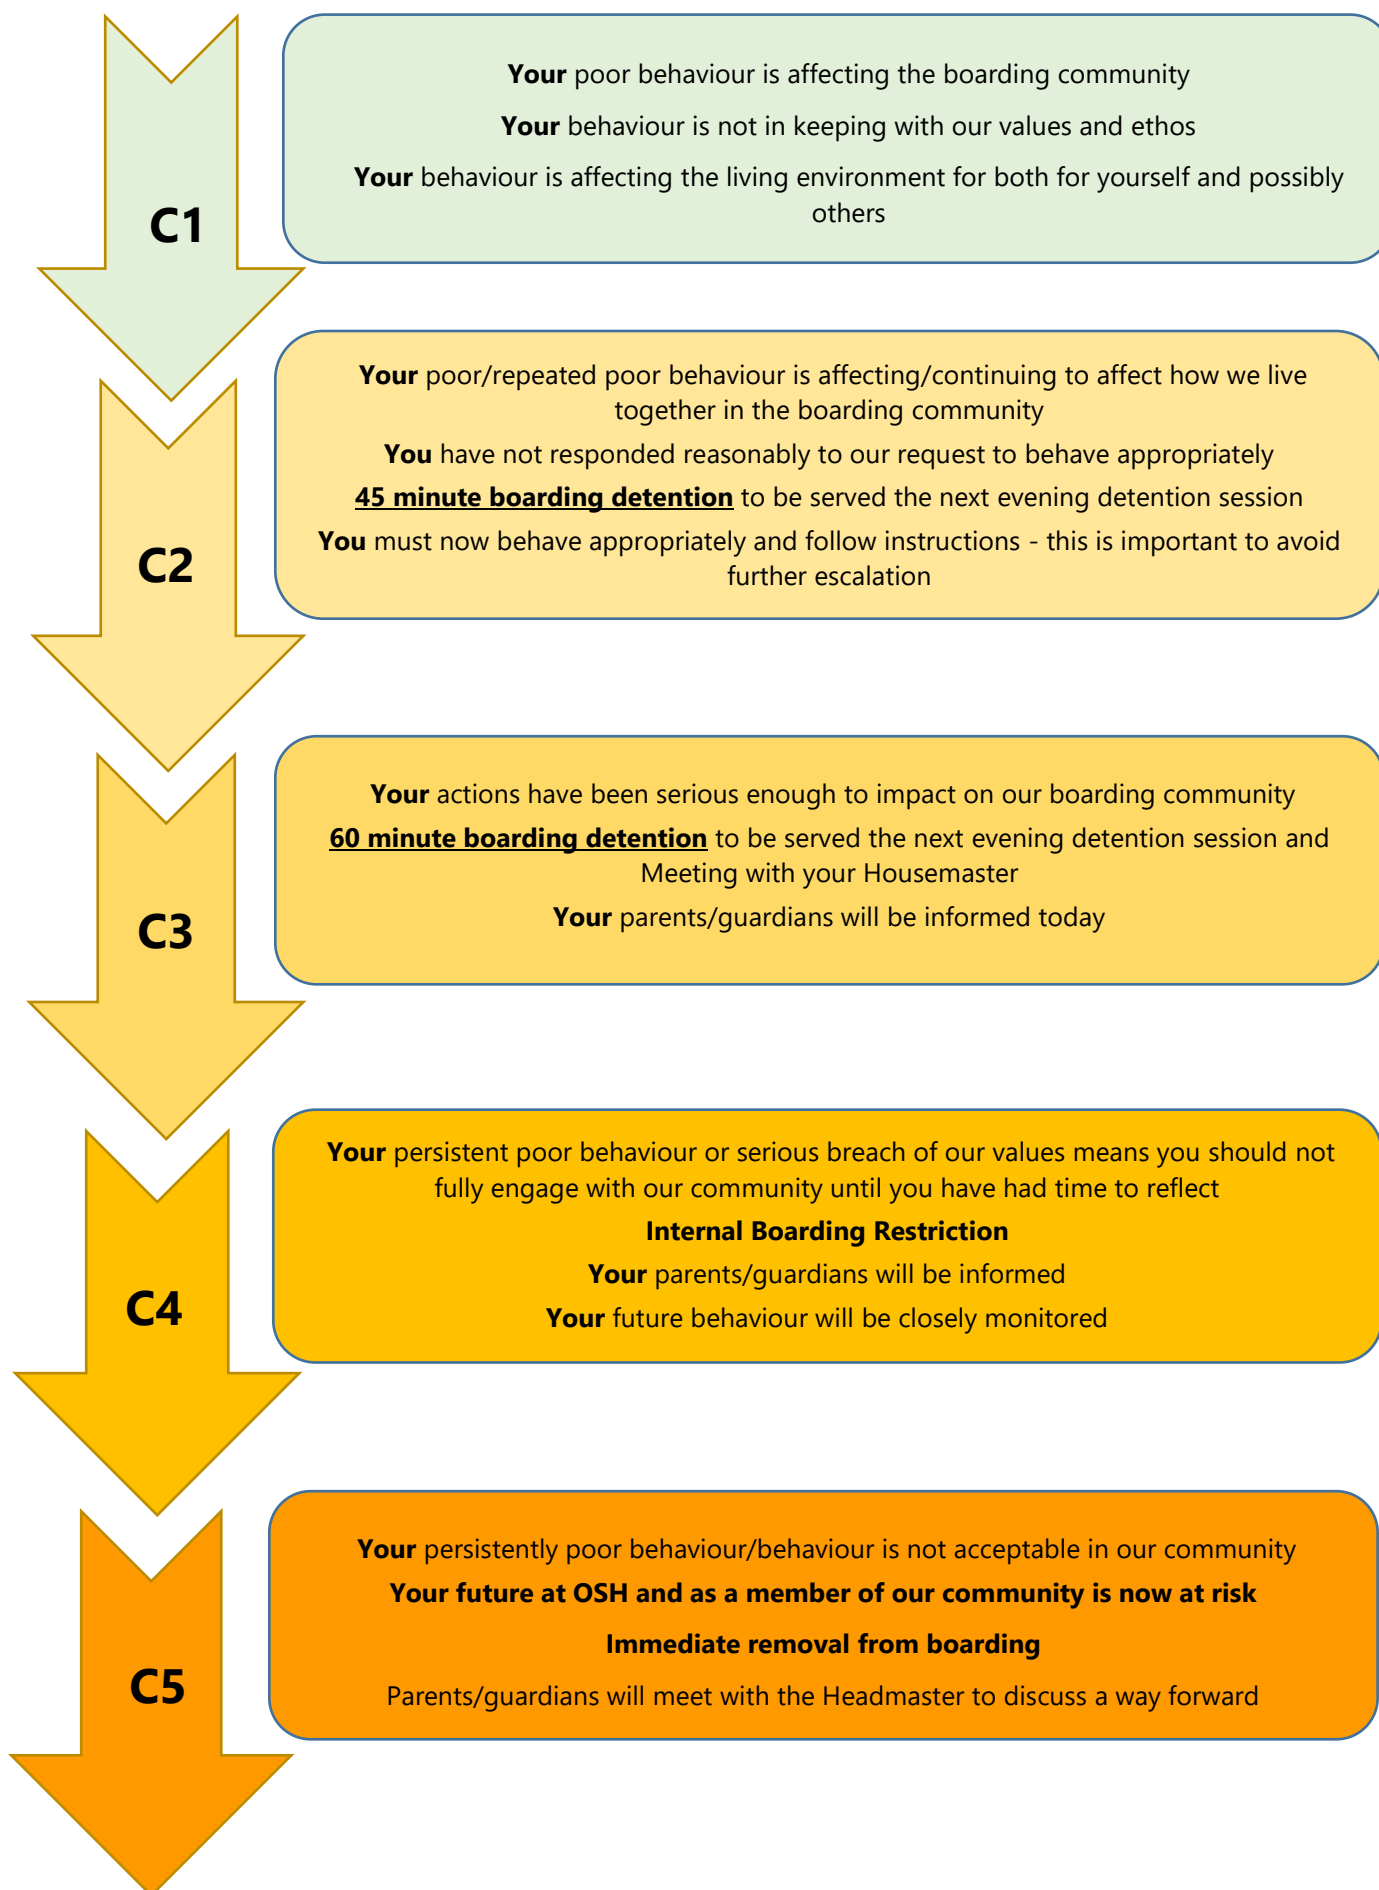 C1
Your poor behaviour is affecting the boarding community
Your behaviour is not in keeping with our values and ethos
Your behaviour is affecting the living environment for both for yourself and possibly
others
C2
Your poor/repeated poor behaviour is affecting/continuing to affect how we live
together in the boarding community
You have not responded reasonably to our request to behave appropriately
45 minute boarding detention to be served the next evening detention session
You must now behave appropriately and follow instructions - this is important to avoid
further escalation
C3
Your actions have been serious enough to impact on our boarding community
60 minute boarding detention to be served the next evening detention session and
Meeting with your Housemaster
Your parents/guardians will be informed today
C4
Your persistent poor behaviour or serious breach of our values means you should not
fully engage with our community until you have had time to reflect
Internal Boarding Restriction
Your parents/guardians will be informed
Your future behaviour will be closely monitored
C5
Your persistently poor behaviour/behaviour is not acceptable in our community
Your future at OSH and as a member of our community is now at risk
Immediate removal from boarding
Parents/guardians will meet with the Headmaster to discuss a way forward